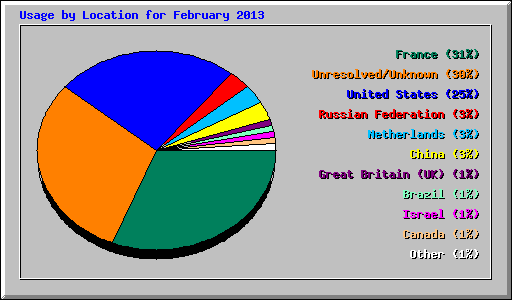 Usage by Location for February 2013
France (31%)
Unresolved/Unknown (30%)
United States (25%)
Russian Federation (3%)
Netherlands (3%)
China (3%)
Great Britain (UK) (1%)
Brazil (1%)
Israel (1%)
Canada (1%)
Other (1%)